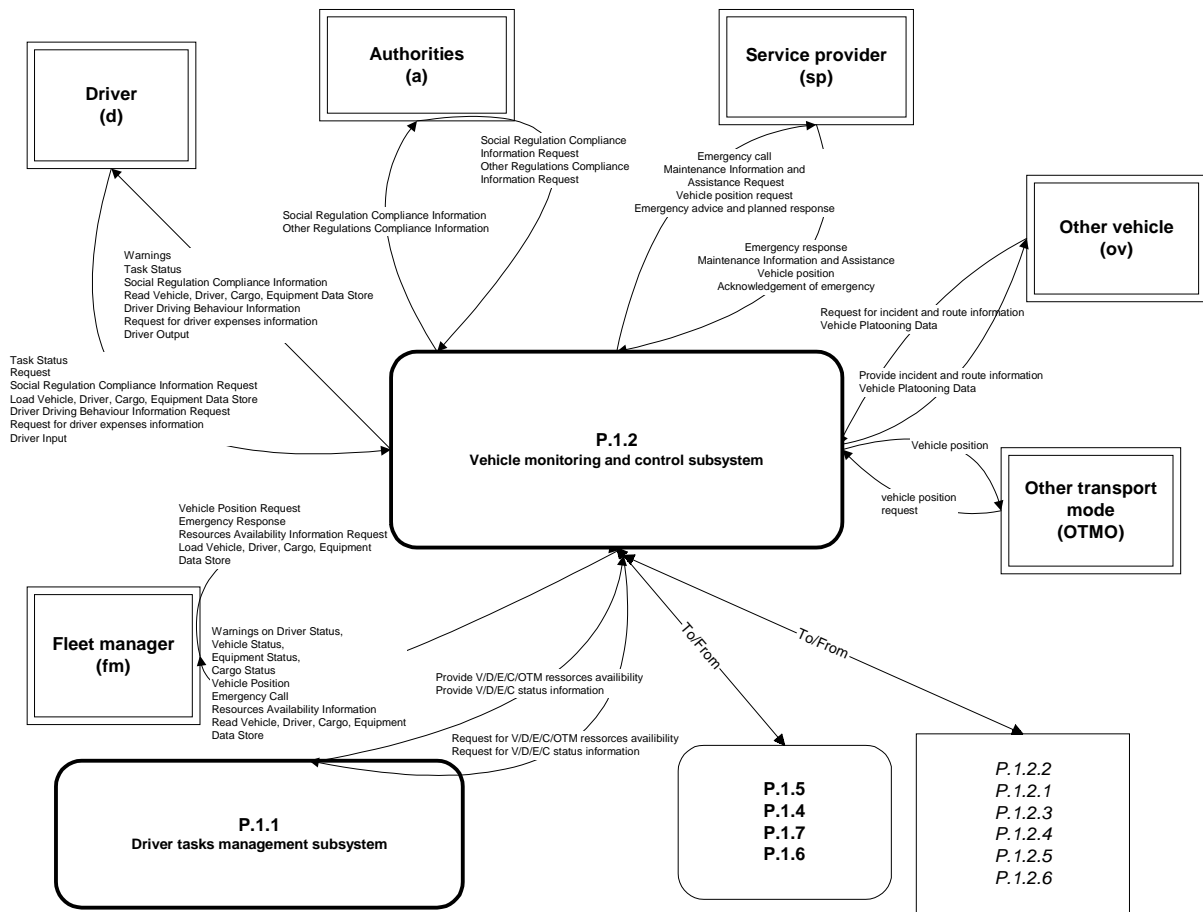 Driver
(d)
Authorities
(a)
Service provider
(sp)
Other vehicle
(ov)
Social Regulation Compliance
Information Request
Other Regulations Compliance
Information Request
Social Regulation Compliance Information
Other Regulations Compliance Information
Emergency call
Maintenance Information and
Assistance Request
Vehicle position request
Emergency advice and planned response
Emergency response
Maintenance Information and Assistance
Vehicle position
Acknowledgement of emergency
Warnings
Task Status
Social Regulation Compliance Information
Read Vehicle, Driver, Cargo, Equipment Data Store
Driver Driving Behaviour Information
Request for driver expenses information
Driver Output
Task Status
Request
Social Regulation Compliance Information Request
Load Vehicle, Driver, Cargo, Equipment Data Store
Driver Driving Behaviour Information Request
Request for driver expenses information
Driver Input
Request for incident and route information
Vehicle Platooning Data
Provide incident and route information
Vehicle Platooning Data
P.1.2
Vehicle monitoring and control subsystem
Vehicle position
vehicle position
request
Other transport
mode
(OTMO)
Vehicle Position Request
Emergency Response
Resources Availability Information Request
Load Vehicle, Driver, Cargo, Equipment
Data Store
Fleet manager
(fm)
Warnings on Driver Status,
Vehicle Status,
Equipment Status,
Cargo Status
Vehicle Position
Emergency Call
Resources Availability Information
Read Vehicle, Driver, Cargo, Equipment
Data Store
Provide V/D/E/C/OTM ressorces availibility
Provide V/D/E/C status information
Request for V/D/E/C/OTM ressorces availibility
Request for V/D/E/C status information
To/From
To/From
P.1.1
Driver tasks management subsystem
P.1.5
P.1.4
P.1.7
P.1.6
P.1.2.2
P.1.2.1
P.1.2.3
P.1.2.4
P.1.2.5
P.1.2.6